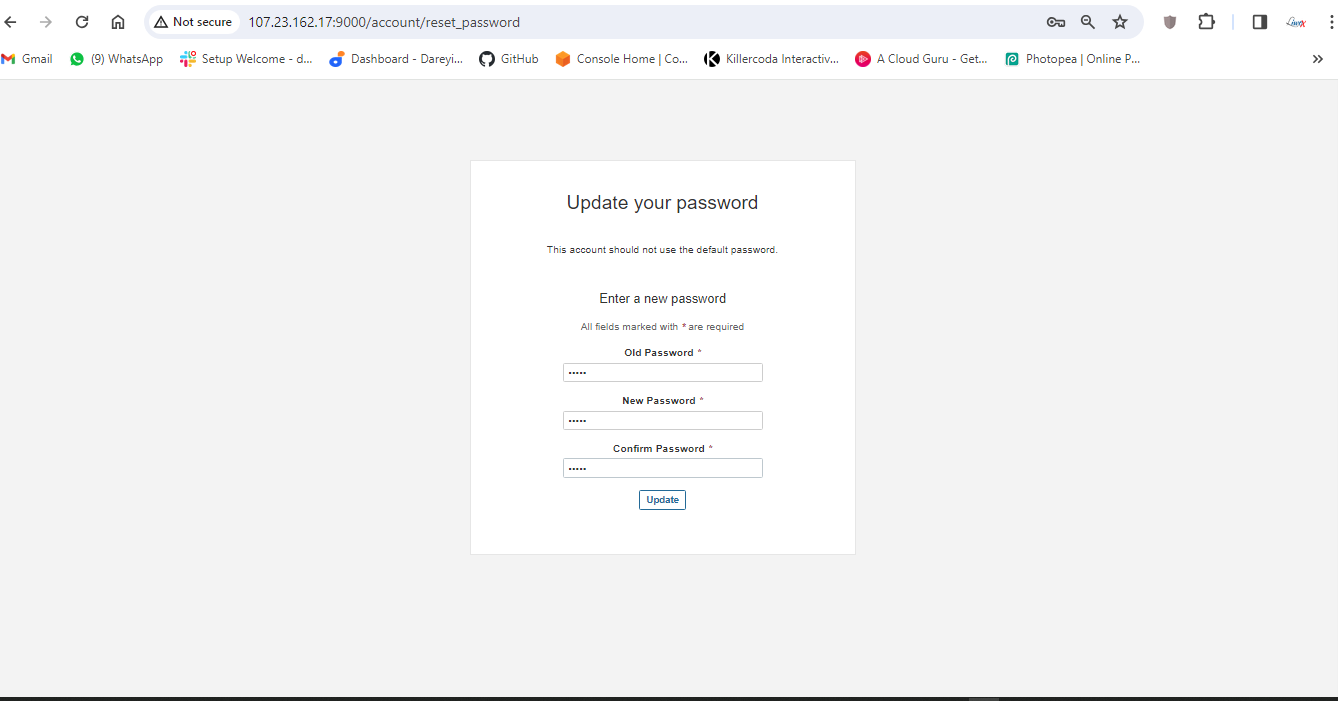 Not secure 107.23.162.17:9000/account/reset_password
Gmail (9) WhatsApp Setup Welcome - d... Dashboard - Dareyi... GitHub Console Home | Co... Killercoda Interactiv... A Cloud Guru - Get... Photopea | Online P... »
Update your password
This account should not use the default password.
Enter a new password
All fields marked with * are required
Old Password *
•••••
New Password *
•••••
Confirm Password *
•••••
Update